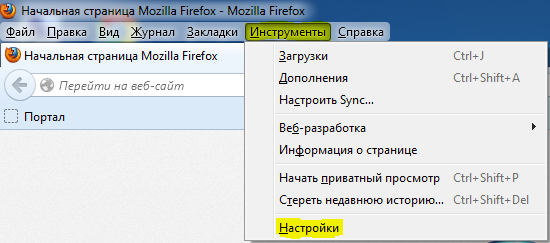 Начальная страница Mozilla Firefox - Mozilla Firefox
Файл Правка Вид Журнал Закладки Инструменты Справка
Начальная страница Mozilla Firefox
Перейти на веб-сайт
Портал
Загрузки Ctrl+J
Дополнения Ctrl+Shift+A
Настроить Sync...
Веб-разработка
Информация о странице
Начать приватный просмотр Ctrl+Shift+P
Стереть недавнюю историю... Ctrl+Shift+Del
Настройки